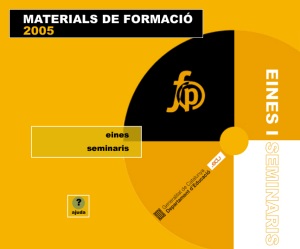 MATERIALS DE FORMACIÓ
2005
fp
EINES I
SEMINARIS
eines
seminaris
?
ajuda
Generalitat de Catalunya
Departament d'Educació